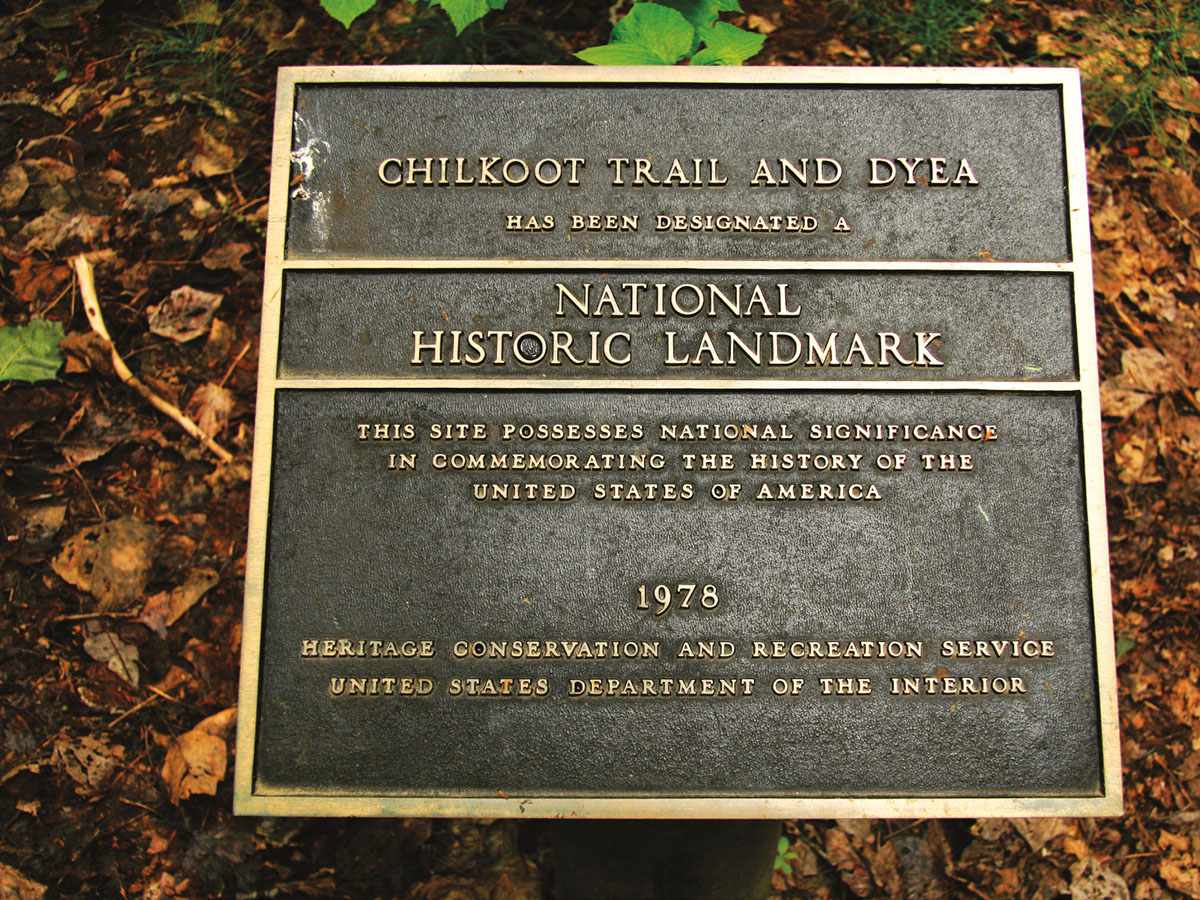 CHILKOOT TRAIL AND DYEA
HAS BEEN DESIGNATED A
NATIONAL
HISTORIC LANDMARK
THIS SITE POSSESSES NATIONAL SIGNIFICANCE
IN COMMEMORATING THE HISTORY OF THE
UNITED STATES OF AMERICA
1978
HERITAGE CONSERVATION AND RECREATION SERVICE
UNITED STATES DEPARTMENT OF THE INTERIOR